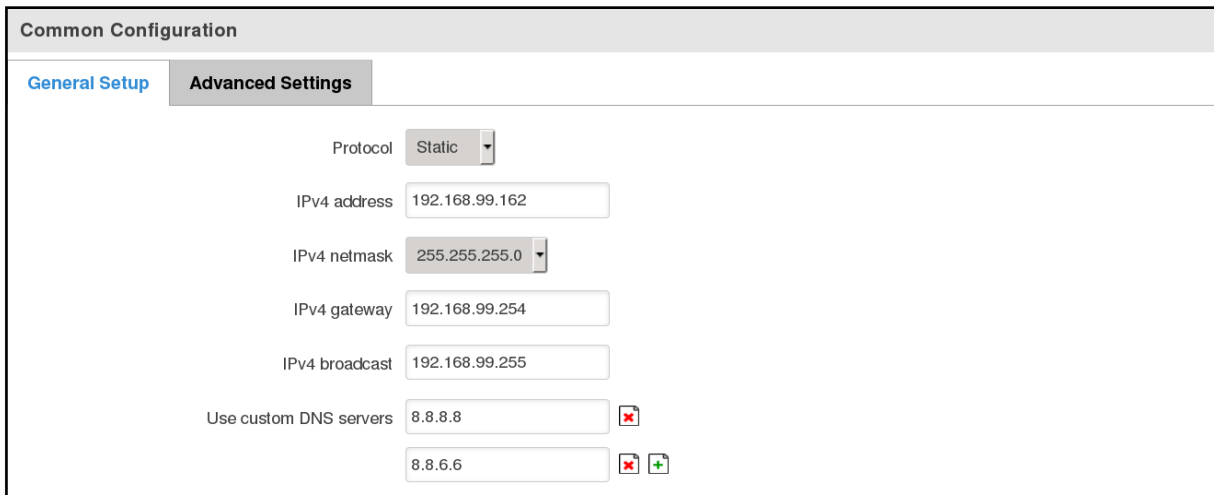 Common Configuration
General Setup Advanced Settings
Protocol Static
IPv4 address 192.168.99.162
IPv4 netmask 255.255.255.0
IPv4 gateway 192.168.99.254
IPv4 broadcast 192.168.99.255
Use custom DNS servers 8.8.8.8
8.8.6.6